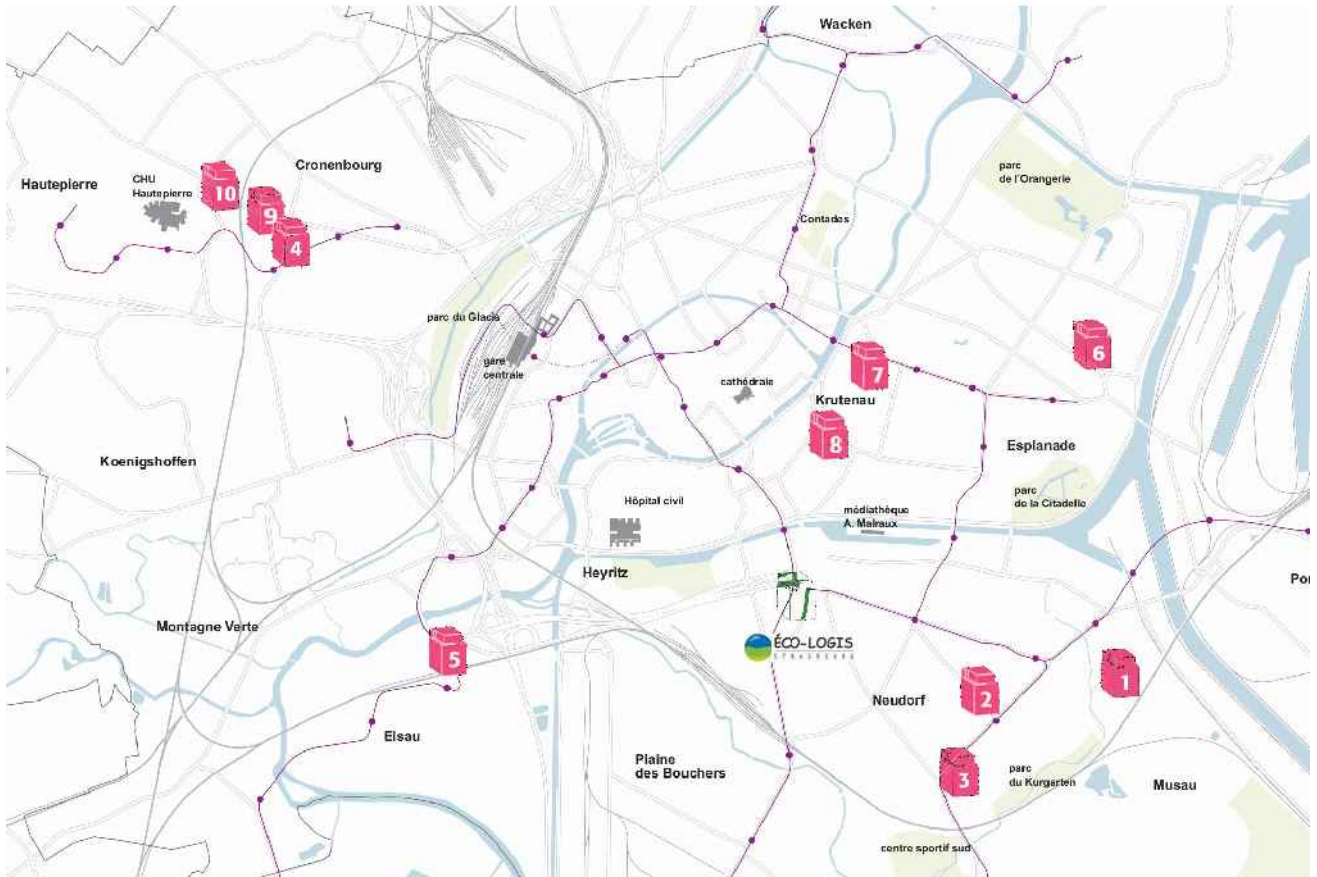 Wacken
Cronenbourg
parc
de l'Orangerie
CHU
Hautepierre
Hautepierre
10
9
4
Contades
parc du Glacis
gare
centrale
6
7
cathédrale
Krutenau
8
Esplanade
Koenigshoffen
parc
de la Citadelle
Hôpital civil
médiathèque
A. Malraux
Heyritz
Por
Montagne Verte
ÉCO-LOGIS
STRASBOURG
5
1
2
Neudorf
Elsau
3
Plaine
des Bouchers
parc
du Kurgarten
Musau
centre sportif sud